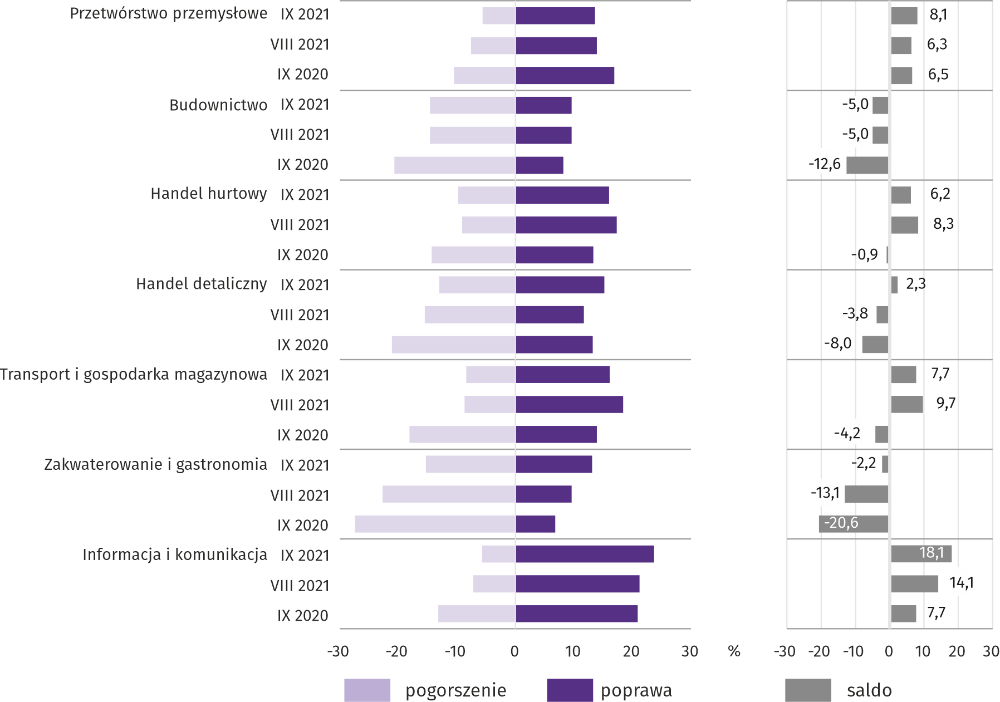 Przetwórstwo przemysłowe IX 2021 8,1
VIII 2021 6,3
IX 2020 6,5
Budownictwo IX 2021 -5,0
VIII 2021 -5,0
IX 2020 -12,6
Handel hurtowy IX 2021 6,2
VIII 2021 8,3
IX 2020 -0,9
Handel detaliczny IX 2021 2,3
VIII 2021 -3,8
IX 2020 -8,0
Transport i gospodarka magazynowa IX 2021 7,7
VIII 2021 9,7
IX 2020 -4,2
Zakwaterowanie i gastronomia IX 2021 -2,2
VIII 2021 -13,1
IX 2020 -20,6
Informacja i komunikacja IX 2021 18,1
VIII 2021 14,1
IX 2020 7,7
-30 -20 -10 0 10 20 30 % -30 -20 -10 0 10 20 30
pogorszenie poprawa saldo